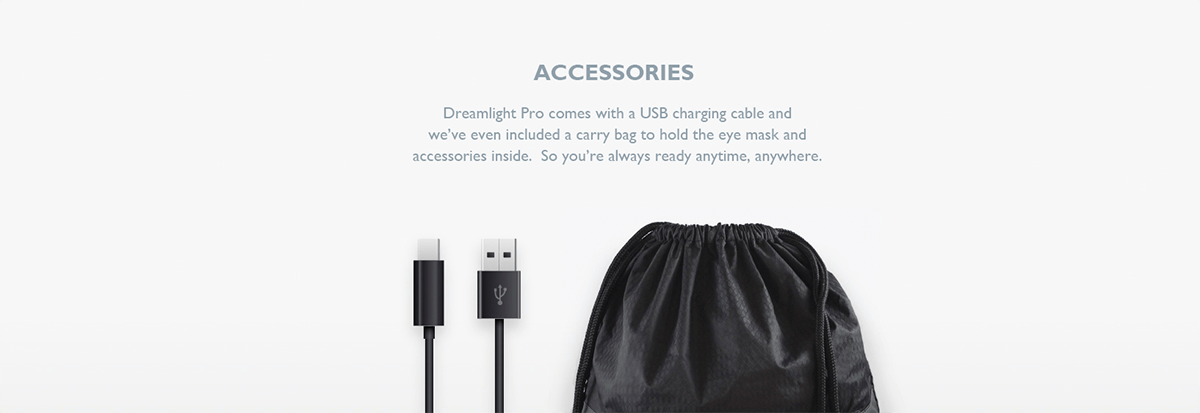 ACCESSORIES
Dreamlight Pro comes with a USB charging cable and
we've even included a carry bag to hold the eye mask and
accessories inside.  So you're always ready anytime, anywhere.